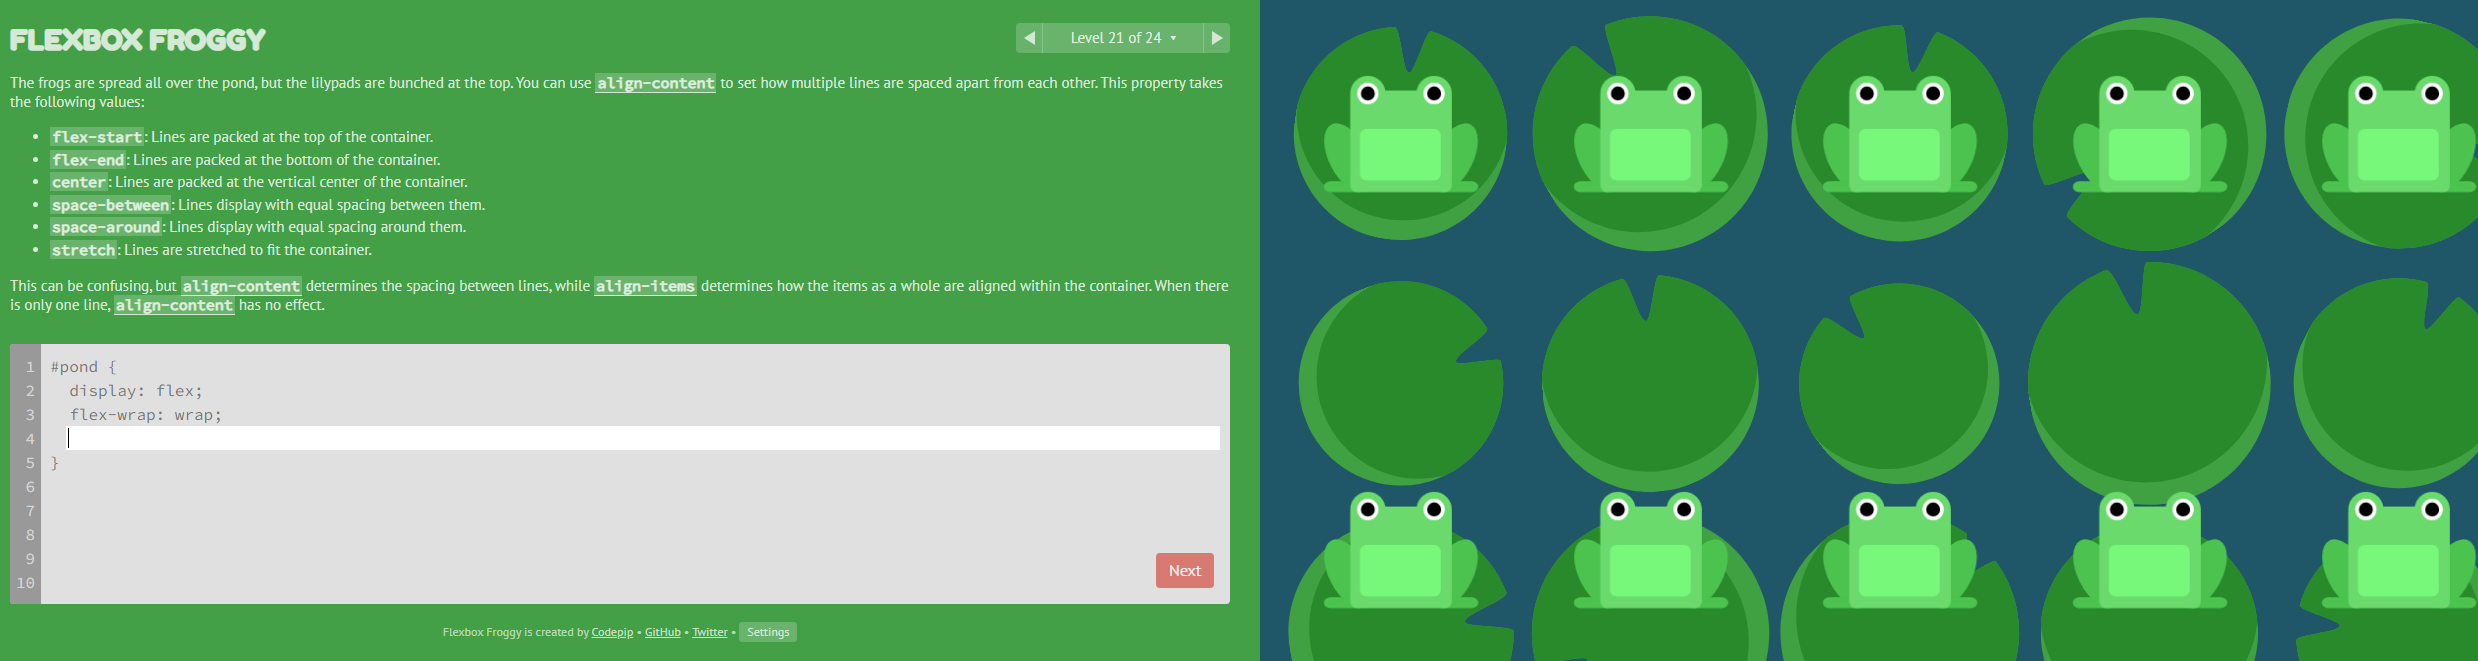 FLEXBOX FROGGY
Level 21 of 24
The frogs are spread all over the pond, but the lilypads are bunched at the top. You can use align-content to set how multiple lines are spaced apart from each other. This property takes
the following values:
flex-start: Lines are packed at the top of the container.
flex-end: Lines are packed at the bottom of the container.
center: Lines are packed at the vertical center of the container.
space-between: Lines display with equal spacing between them.
space-around: Lines display with equal spacing around them.
stretch: Lines are stretched to fit the container.
This can be confusing, but align-content determines the spacing between lines, while align-items determines how the items as a whole are aligned within the container. When there
is only one line, align-content has no effect.
1 #pond {
2 display: flex;
3 flex-wrap: wrap;
4
5 }
6
7
8
9
10
Next
Flexbox Froggy is created by Codepip • GitHub • Twitter • Settings